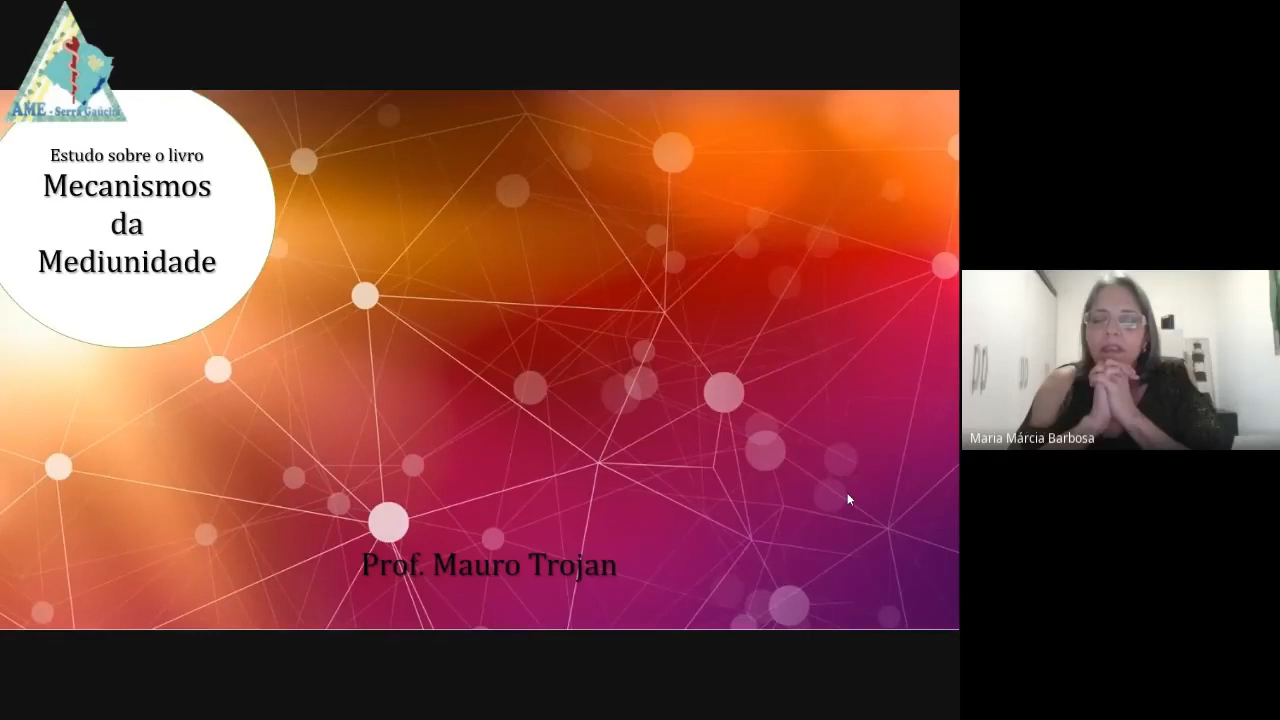 AME - Serra Gaúcha
Estudo sobre o livro
Mecanismos
da
Mediunidade
Prof. Mauro Trojan
Maria Márcia Barbosa